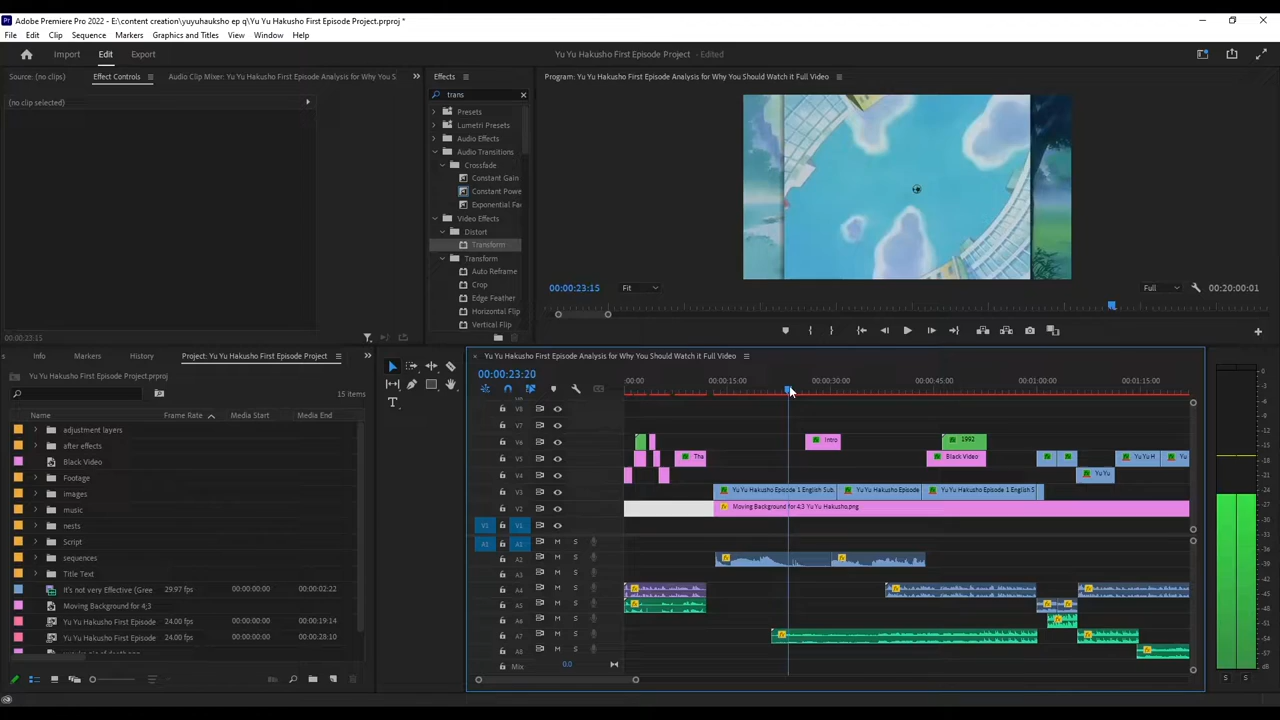 Adobe Premiere Pro 2022 - E:\content creation\yuyuhauksho ep q\Yu Yu Hakusho First Episode Project.prproj *
File Edit Clip Sequence Markers Graphics and Titles View Window Help
Import Edit Export Yu Yu Hakusho First Episode Project - Edited
Source: (no clips) Effect Controls Audio Clip Mixer: Yu Yu Hakusho First Episode Analysis for Why You S
(no clip selected)
00:00:23:15
Effects
trans
Presets
Lumetri Presets
Audio Effects
Audio Transitions
Crossfade
Constant Gain
Constant Powe
Exponential Fa
Video Effects
Distort
Transform
Transform
Auto Reframe
Crop
Edge Feather
Horizontal Flip
Vertical Flip
Program: Yu Yu Hakusho First Episode Analysis for Why You Should Watch it Full Video
00:00:23:15 Fit Full 00:20:00:01
s Info Markers History Project: Yu Yu Hakusho First Episode Project
Yu Yu Hakusho First Episode Project.prproj
15 items
Name Frame Rate Media Start Media End
adjustment layers
after effects
Black Video
Footage
images
music
nests
Script
sequences
Title Text
It's not very Effective (Gree 29.97 fps 00:00:00:00 00:00:02:22
Moving Background for 4;3
Yu Yu Hakusho First Episode 24.00 fps 00:00:00:00 00:00:19:14
Yu Yu Hakusho First Episode 24.00 fps 00:00:00:00 00:00:28:10
Yu Yu Hakusho First Episode Analysis for Why You Should Watch it Full Video
00:00:23:20
:00:00 00:00:15:00 00:00:30:00 00:00:45:00 00:01:00:00 00:01:15:00
V8
V7
V6 Intro 1992
V5 Tha Black Video Yu Yu H Yu
V4 Yu Yu
V3 Yu Yu Hakusho Episode 1 English Sub. Yu Yu Hakusho Episode Yu Yu Hakusho Episode 1 English S
V2 Moving Background for 4;3 Yu Yu Hakusho.png
V1 V1
A1 A1 M S
A2 M S
A3 M S
A4 M S
A5 M S
A6 M S
A7 M S
A8 M S
Mix 0.0
0
dB
S S